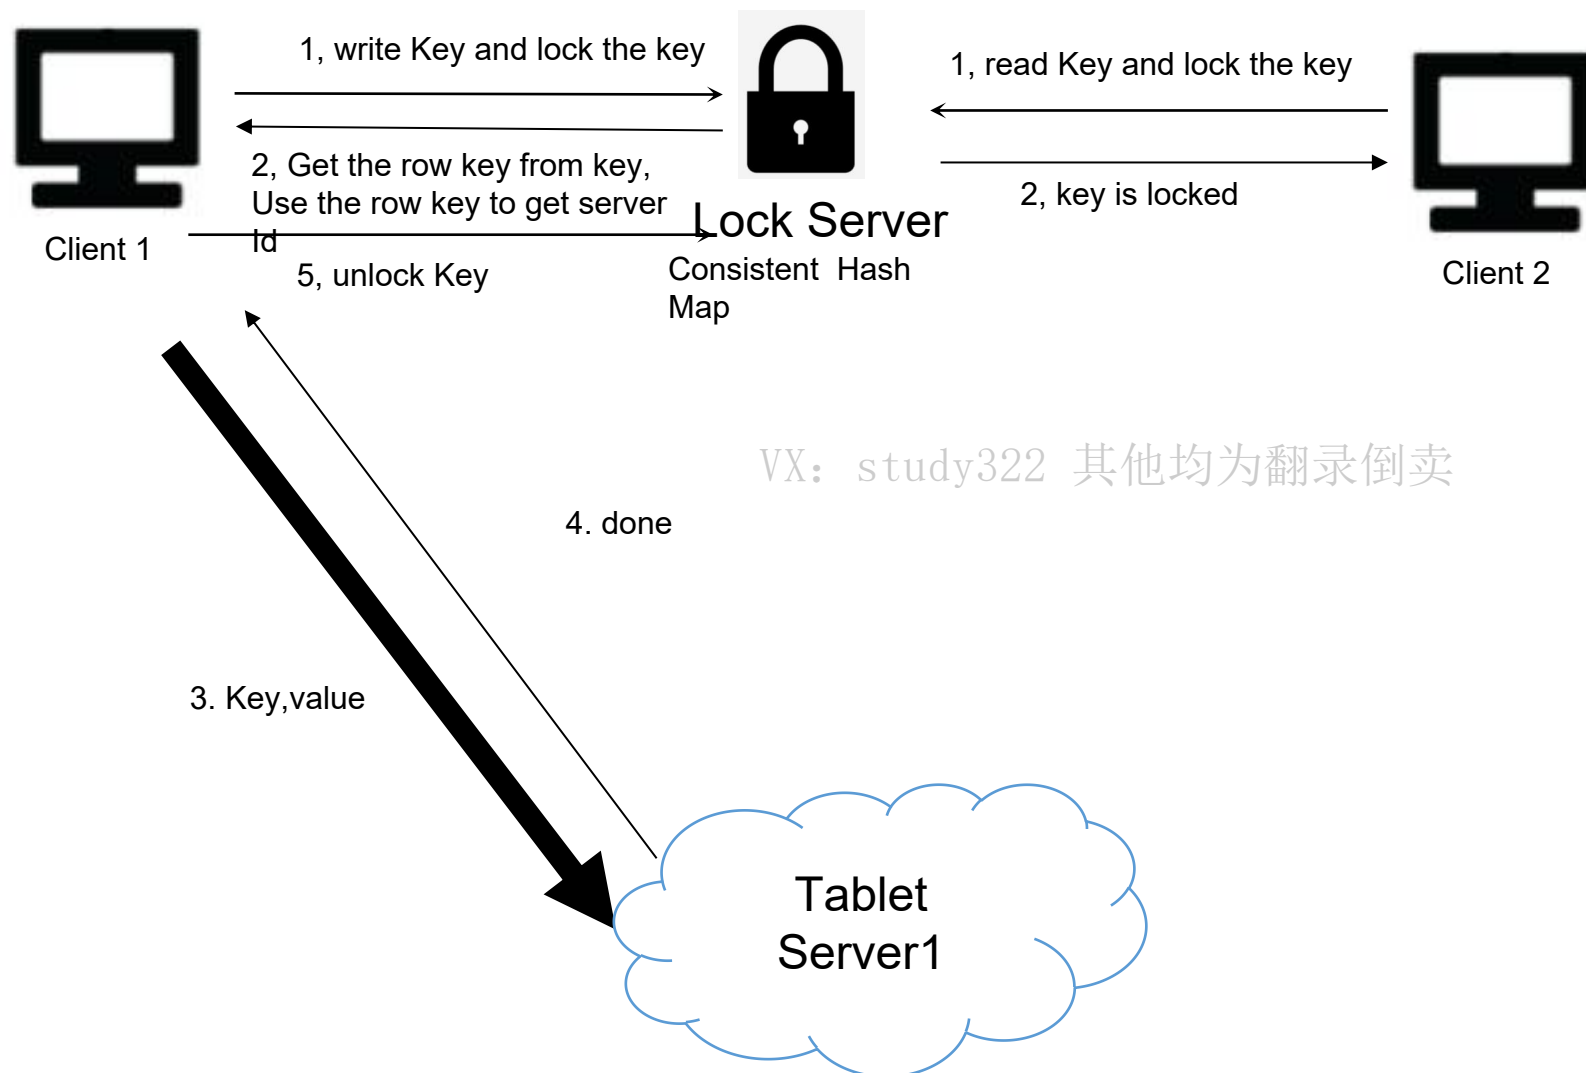 1, write Key and lock the key
1, read Key and lock the key
2, Get the row key from key,
Use the row key to get server
Id
2, key is locked
Lock Server
Client 1
5, unlock Key
Consistent Hash
Map
Client 2
VX: study322 其他均为翻录倒卖
4. done
3. Key,value
Tablet
Server1